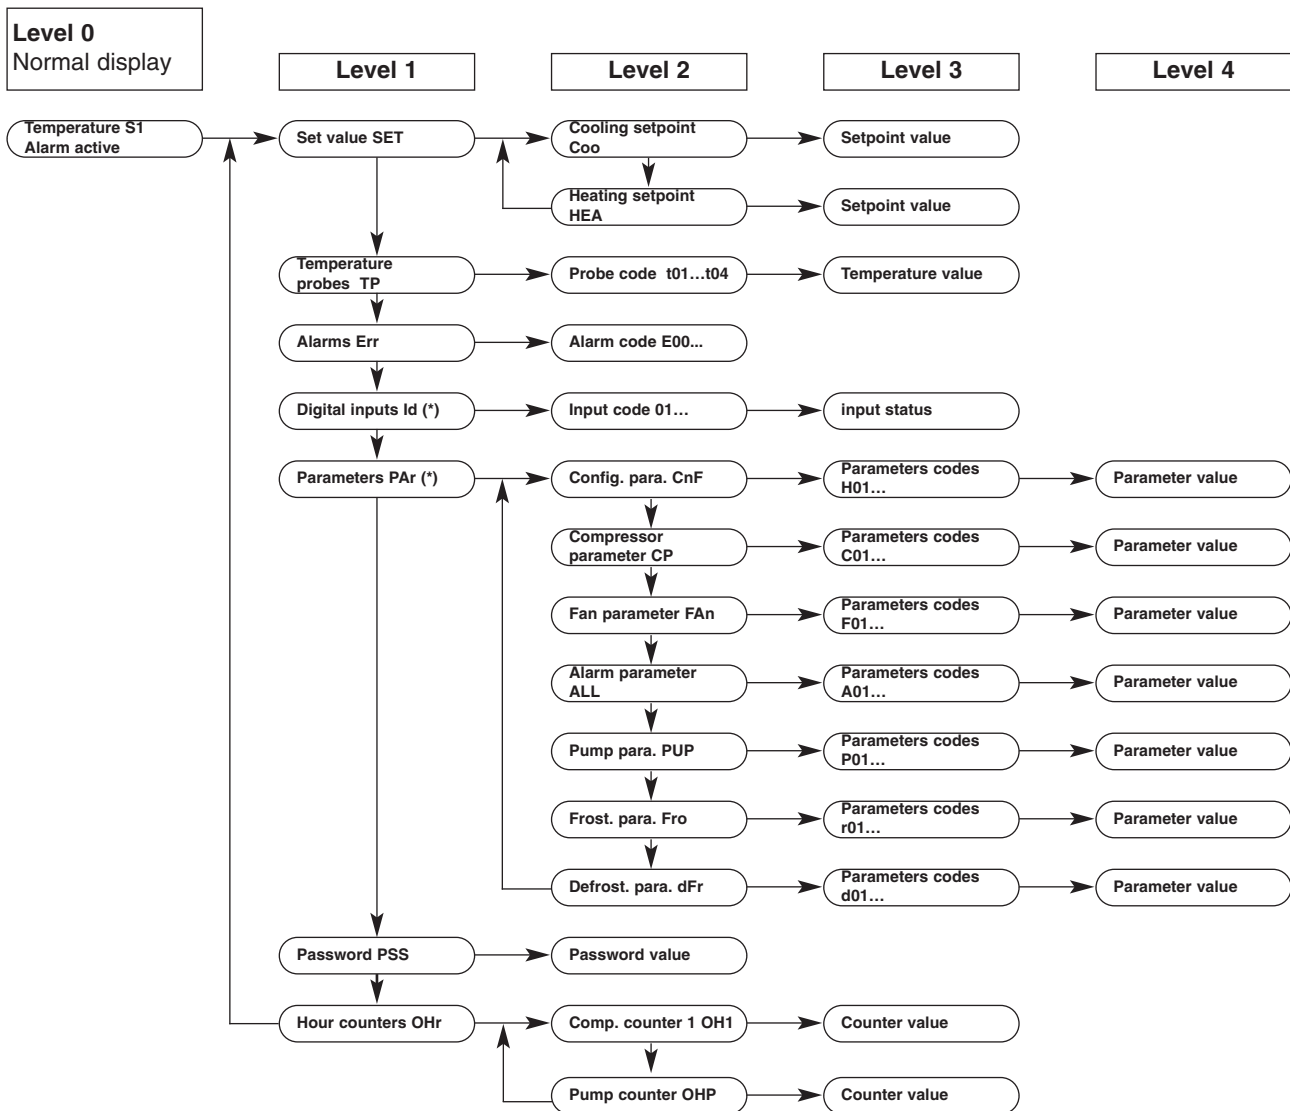 Level 0
Normal display
Level 1
Level 2
Level 3
Level 4
Temperature S1
Alarm active
Set value SET
Cooling setpoint
Coo
Setpoint value
Heating setpoint
HEA
Setpoint value
Temperature
probes TP
Probe code t01...t04
Temperature value
Alarms Err
Alarm code E00...
Digital inputs Id (*)
Input code 01...
input status
Parameters PAr (*)
Config. para. CnF
Parameters codes
H01...
Parameter value
Compressor
parameter CP
Parameters codes
C01...
Parameter value
Fan parameter FAn
Parameters codes
F01...
Parameter value
Alarm parameter
ALL
Parameters codes
A01...
Parameter value
Pump para. PUP
Parameters codes
P01...
Parameter value
Frost. para. Fro
Parameters codes
r01...
Parameter value
Defrost. para. dFr
Parameters codes
d01...
Parameter value
Password PSS
Password value
Hour counters OHr
Comp. counter 1 OH1
Counter value
Pump counter OHP
Counter value